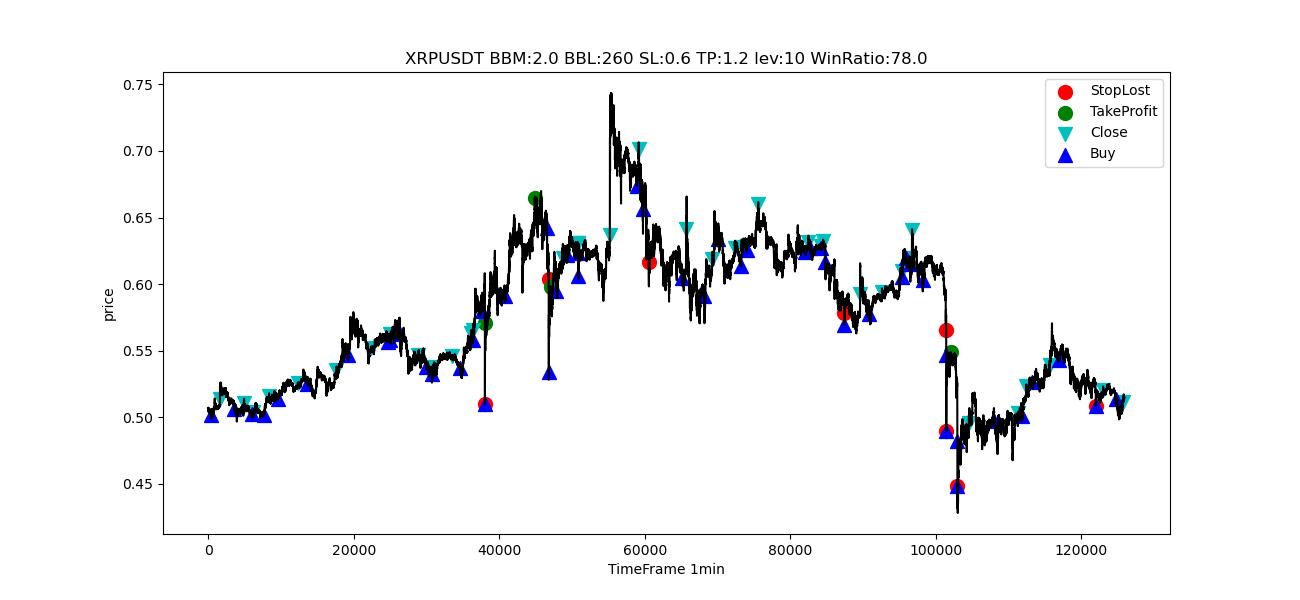 XRPUSDT BBM:2.0 BBL:260 SL:0.6 TP:1.2 lev:10 WinRatio:78.0
0.75
0.70
0.65
0.60
0.55
0.50
0.45
price
StopLost
TakeProfit
Close
Buy
0 20000 40000 60000 80000 100000 120000
TimeFrame 1min